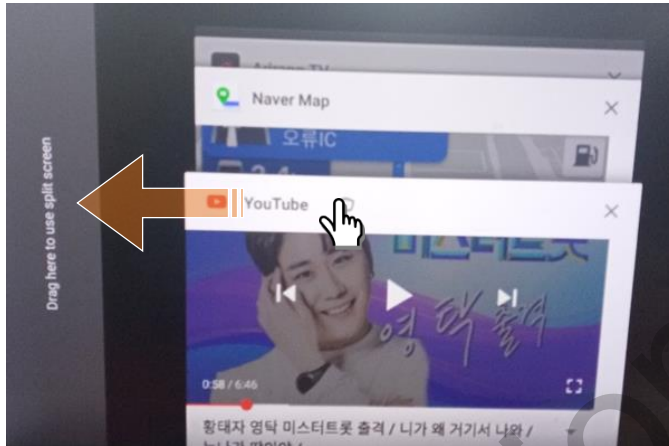 Drag here to use split screen
Arirang TV
Naver Map
오류IC
YouTube
미스터트롯
영탁 출격
0:58 / 6:46
황태자 영탁 미스터트롯 출격 / 니가 왜 거기서 나와 /